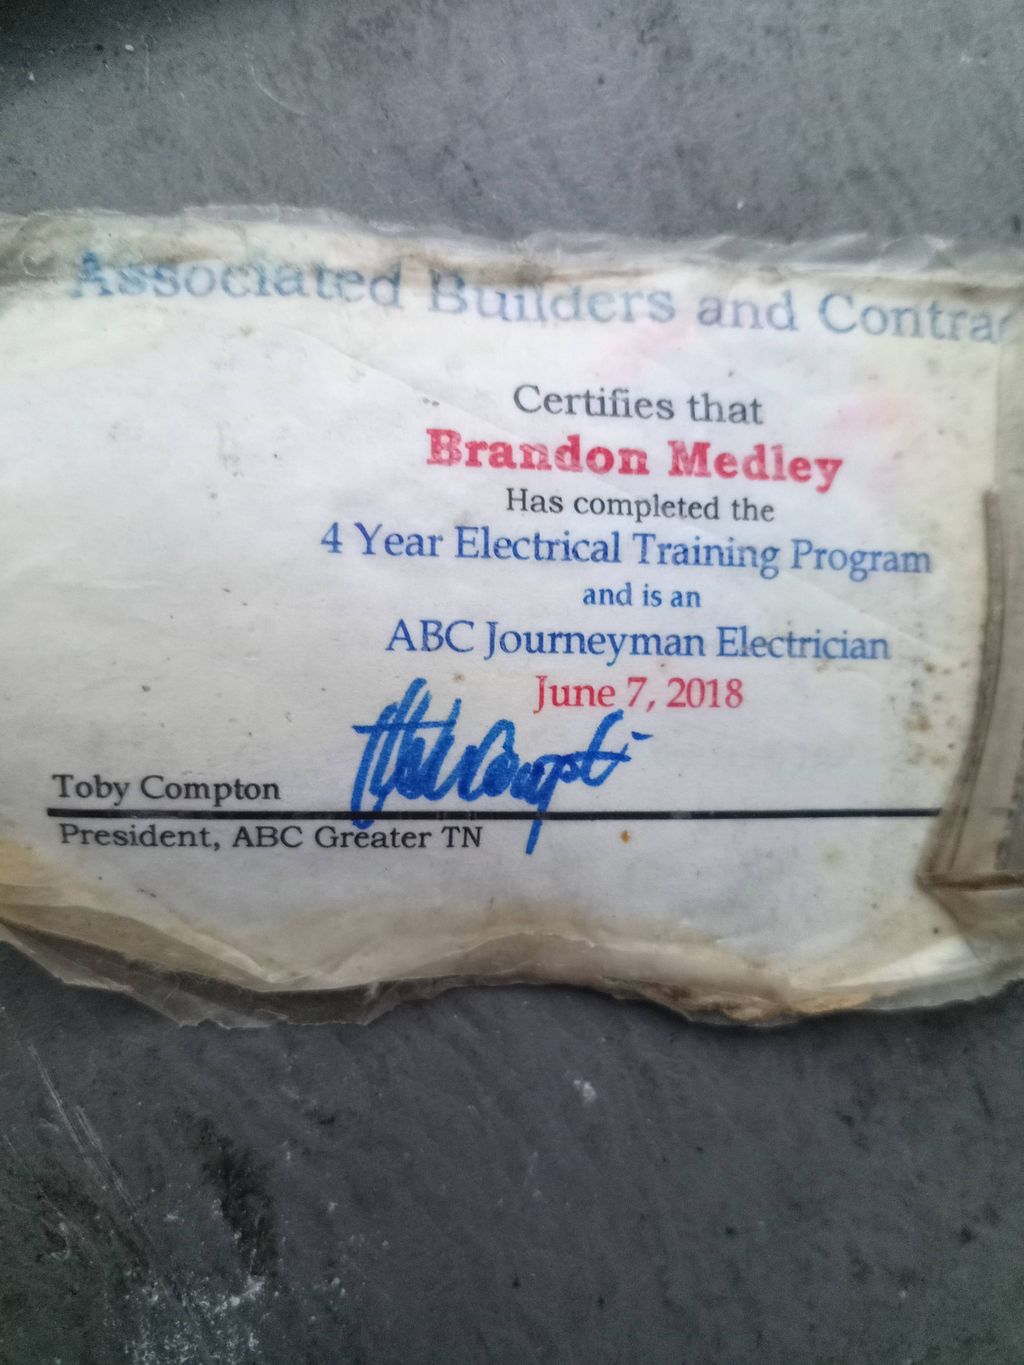 Associated Builders and Contrac
Certifies that
Brandon Medley
Has completed the
4 Year Electrical Training Program
and is an
ABC Journeyman Electrician
June 7, 2018
Toby Compton
President, ABC Greater TN